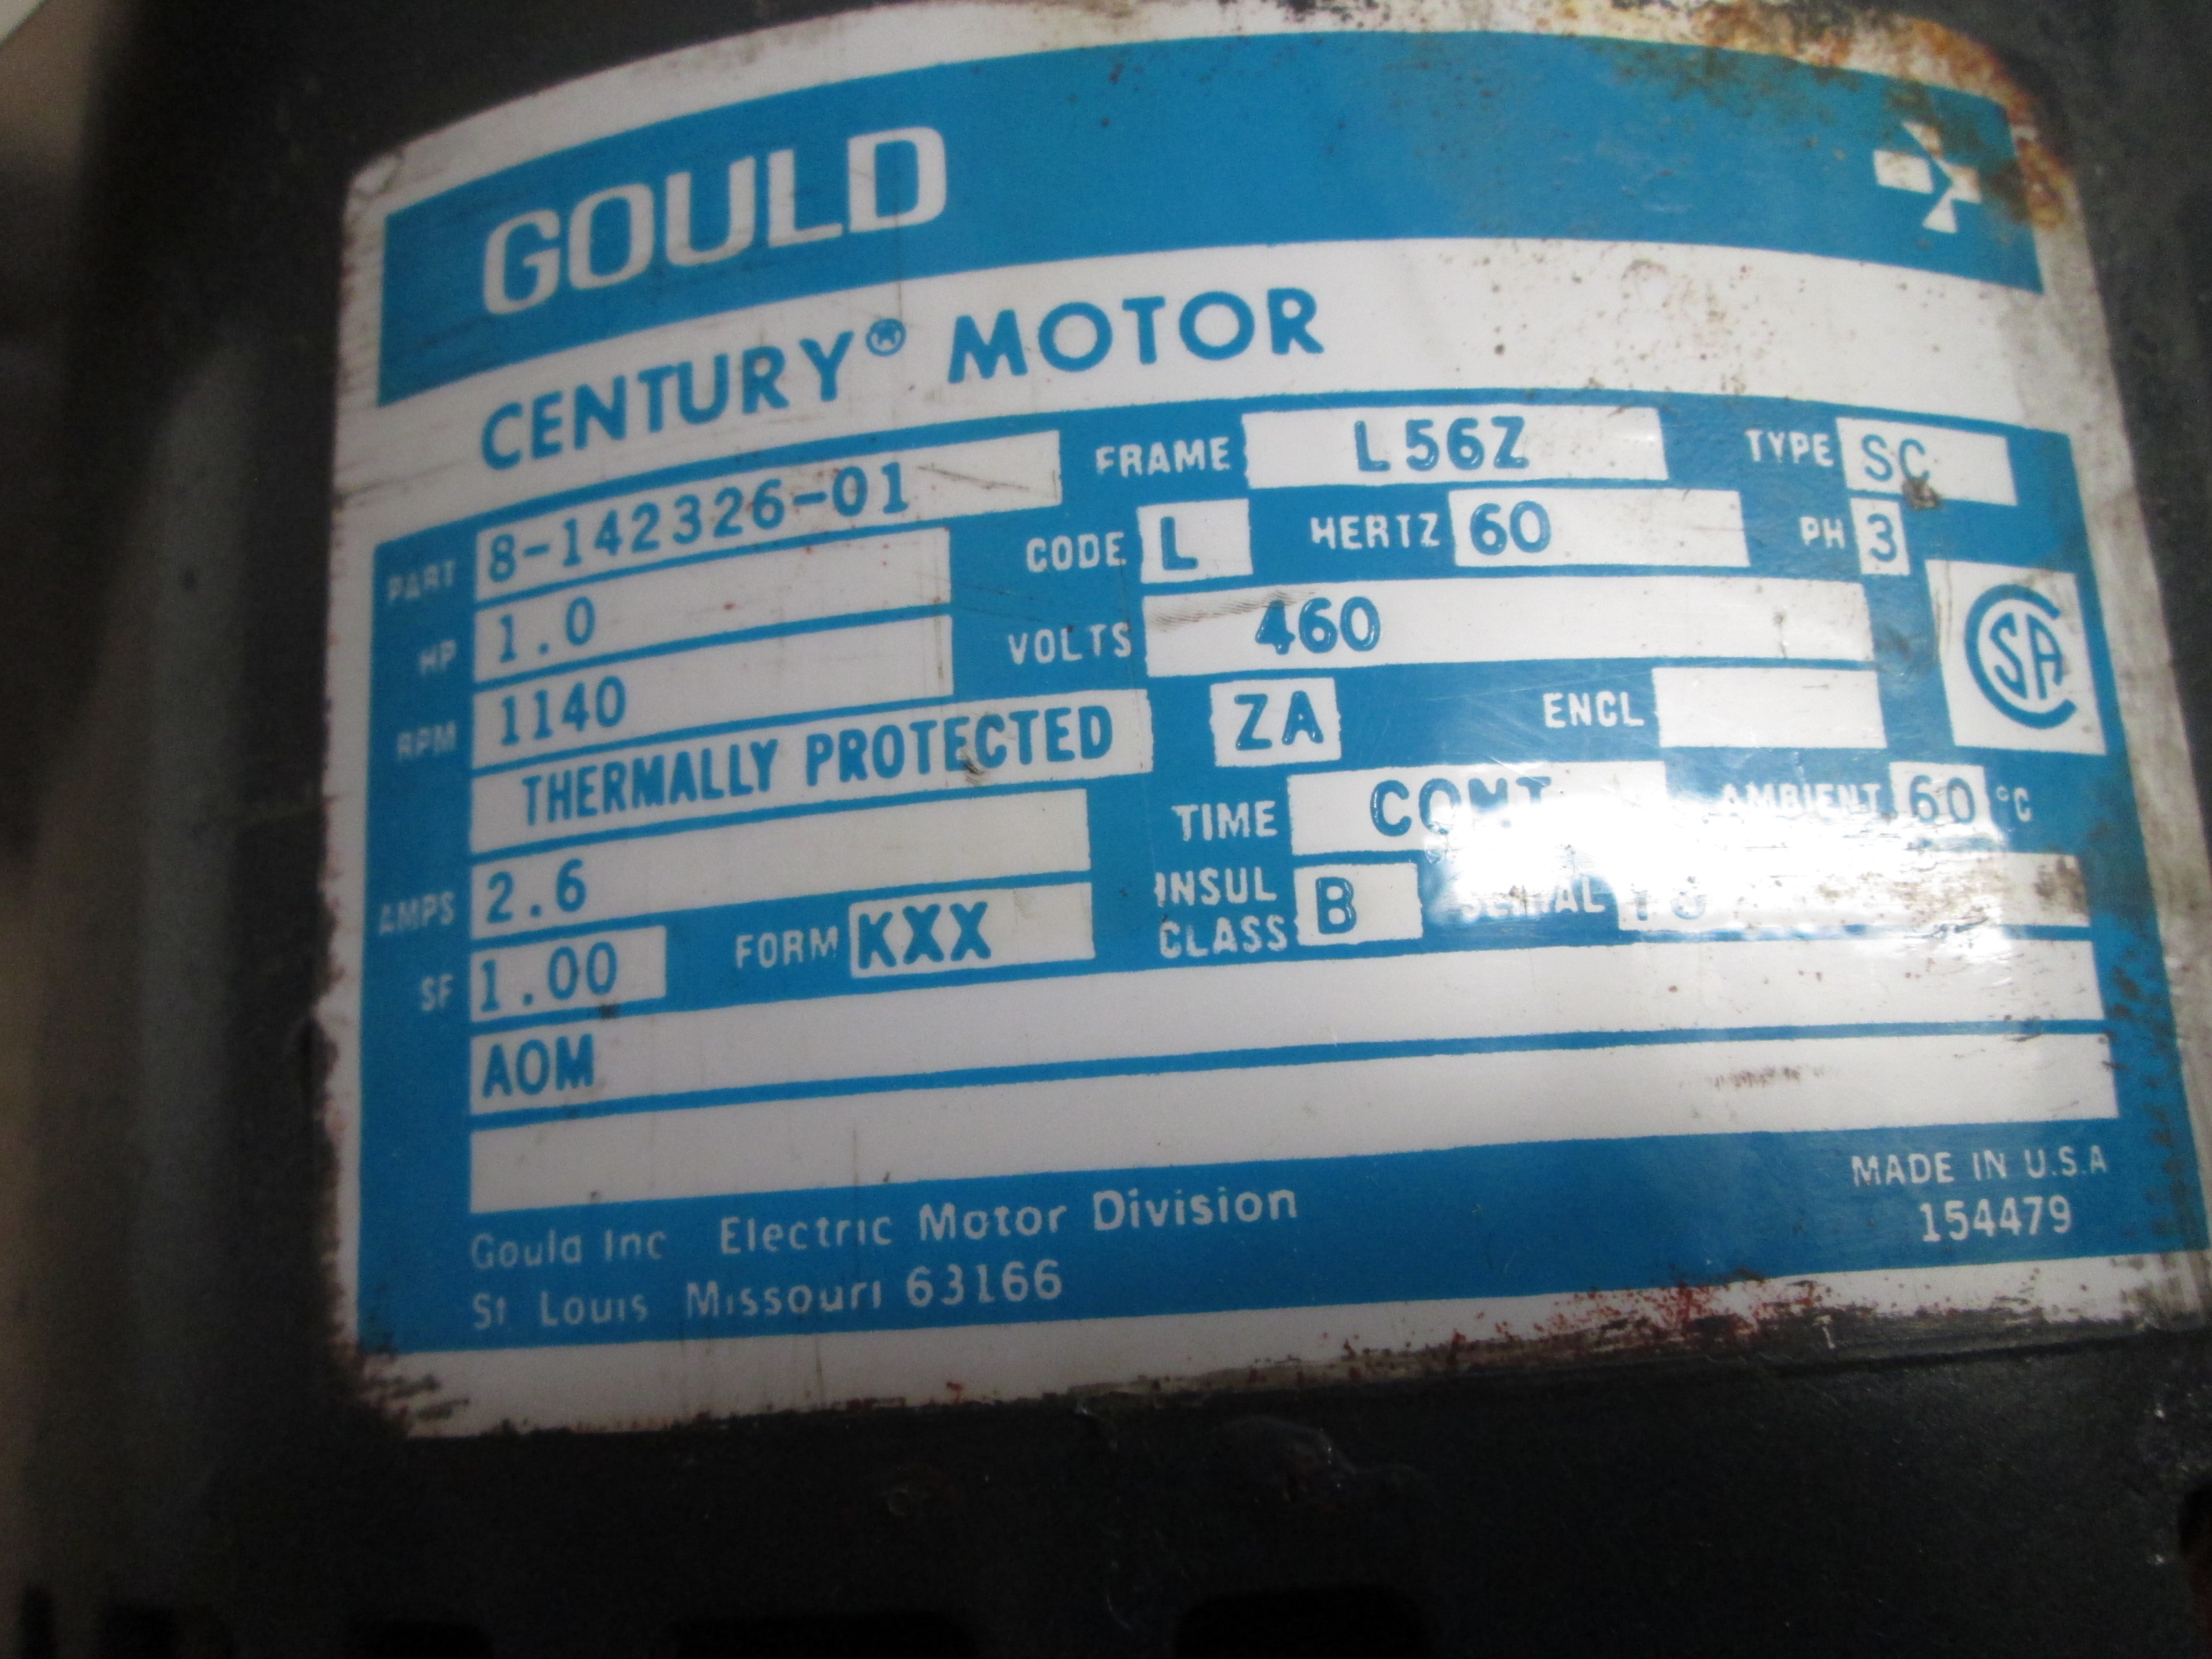 GOULD
CENTURY® MOTOR
PART 8-142326-01 FRAME L56Z TYPE SC
HP 1.0 CODE L HERTZ 60 PH 3
RPM 1140 VOLTS 460
CSA
THERMALLY PROTECTED ZA ENCL
AMPS 2.6 TIME CONT AMBIENT 60 °C
SF 1.00 FORM KXX INSUL CLASS B SERIAL
AOM
Gould Inc Electric Motor Division
St Louis Missouri 63166
MADE IN U.S.A
154479